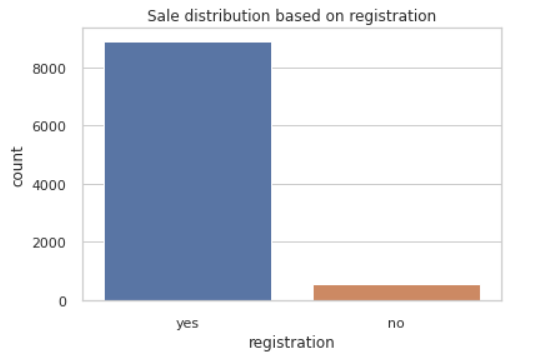 Sale distribution based on registration
8000
6000
4000
2000
0
count
yes no
registration